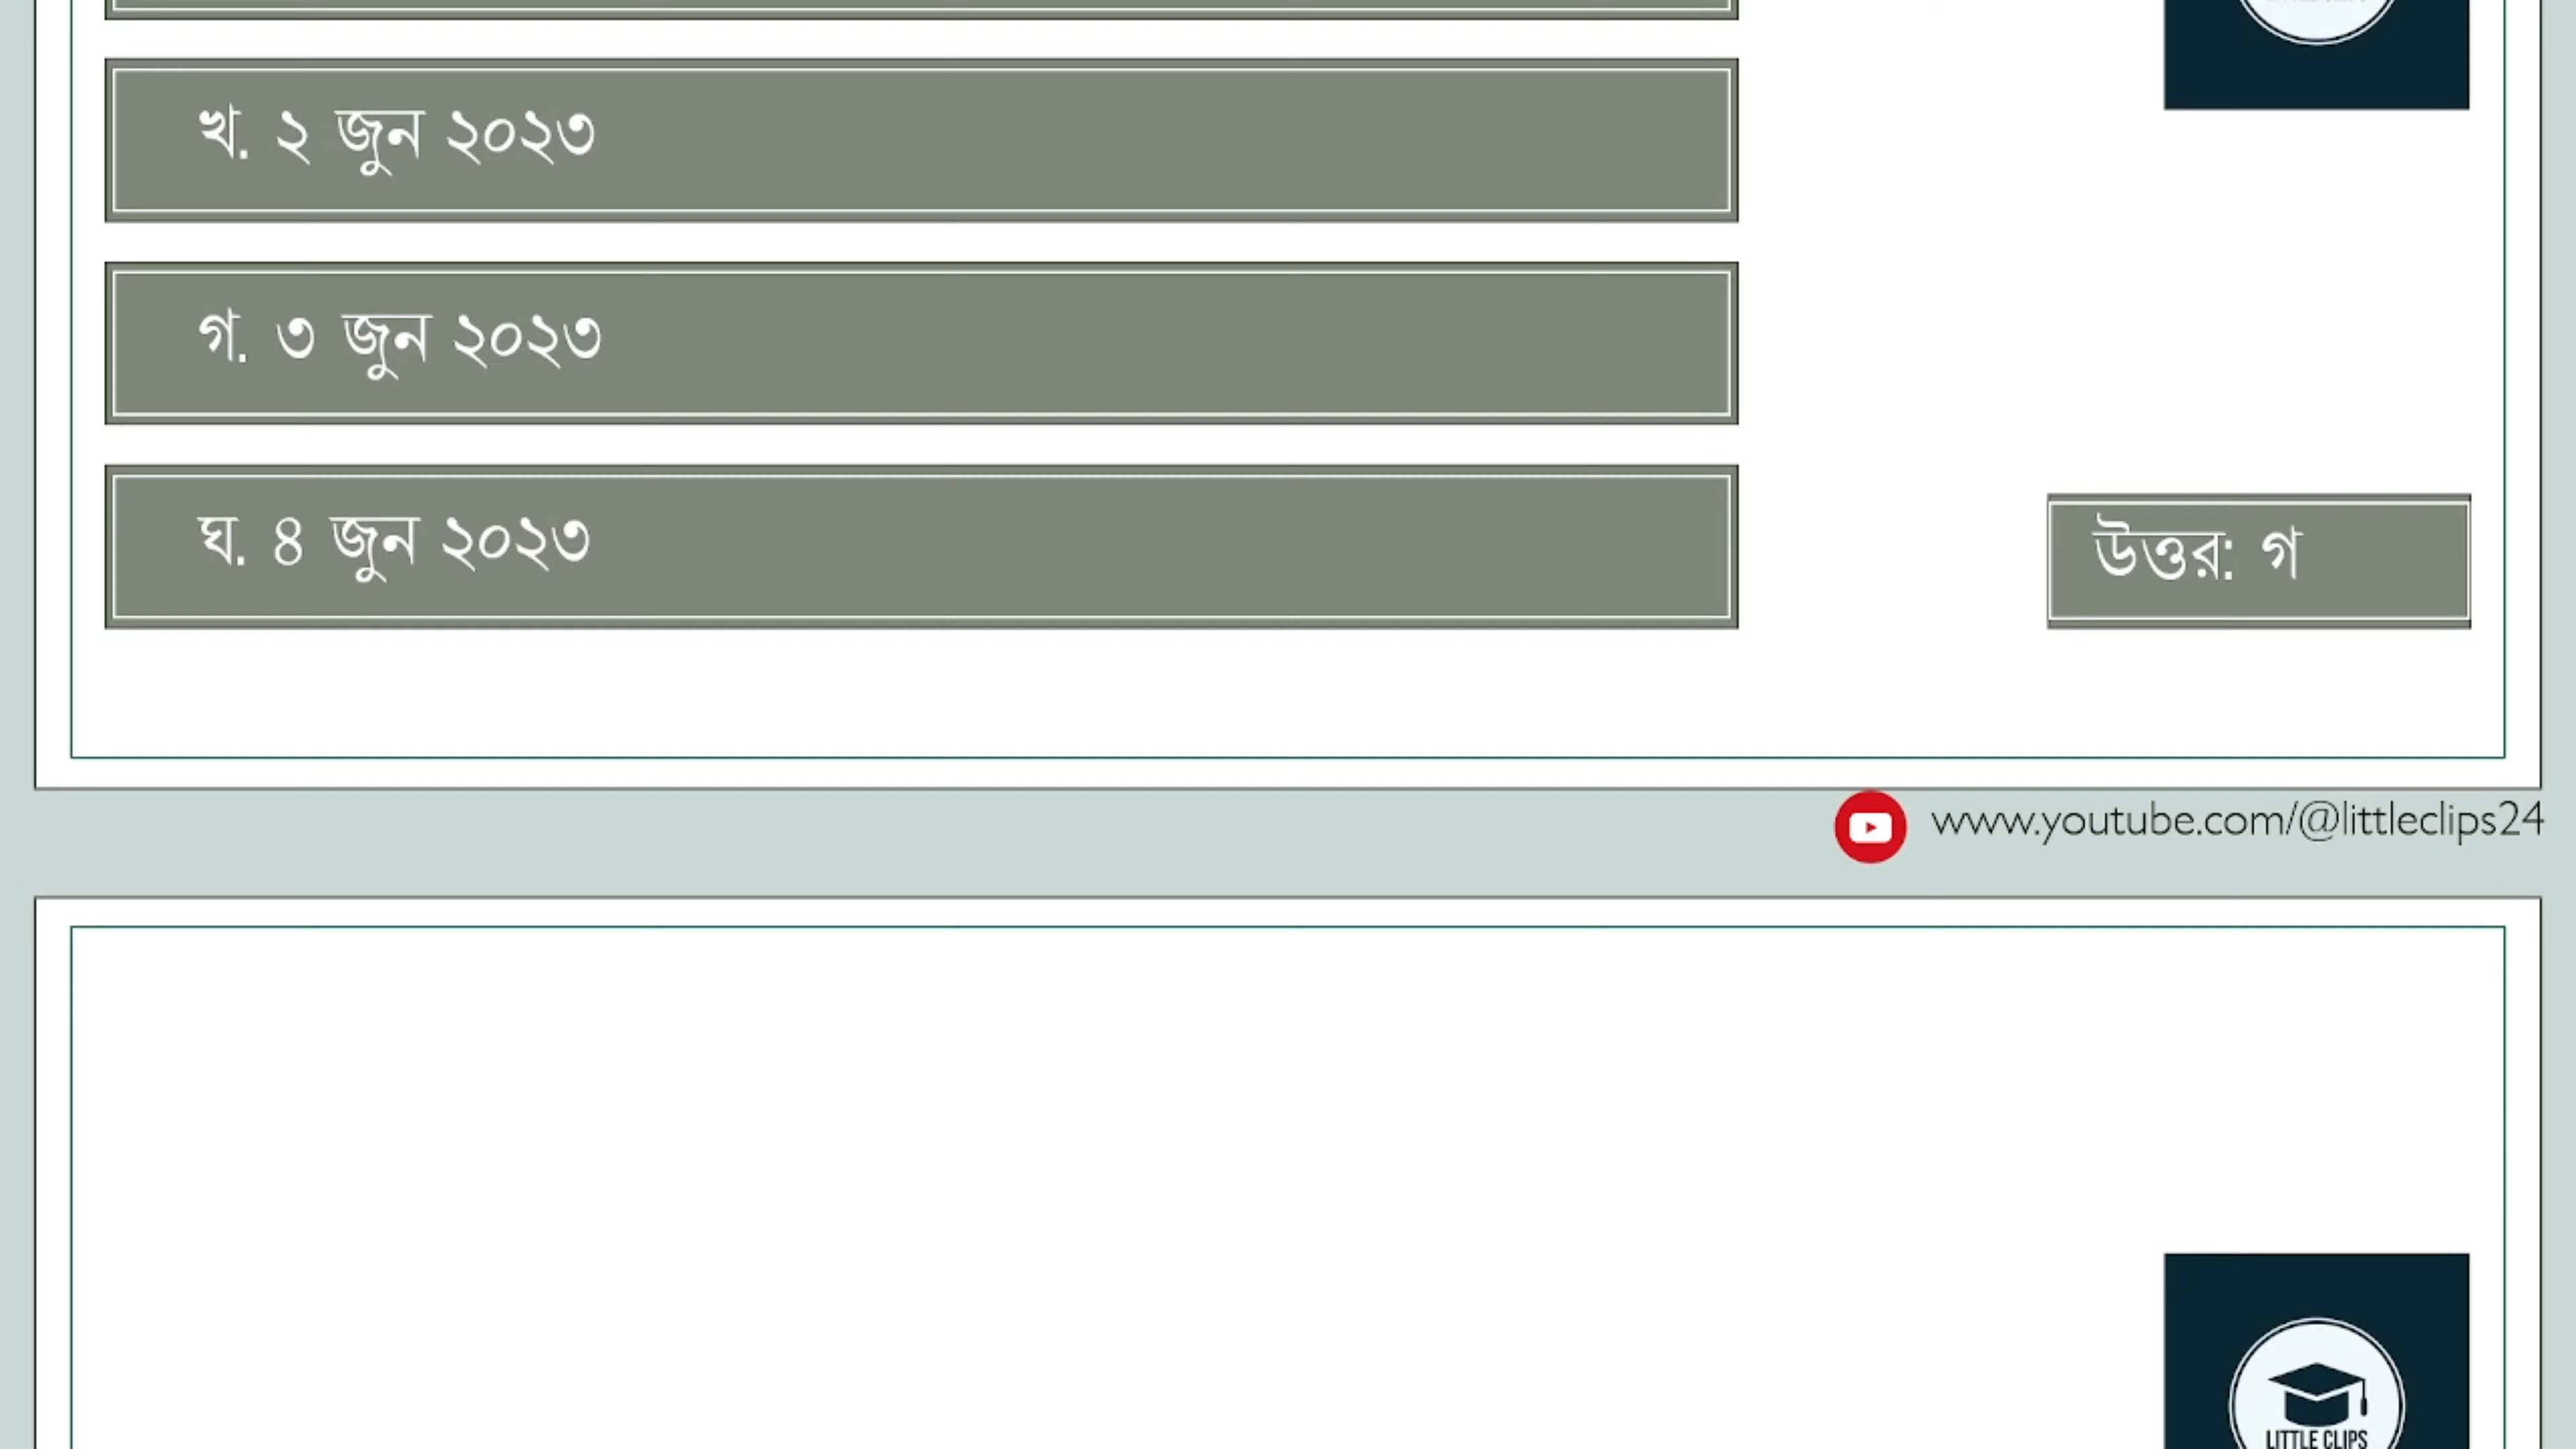 খ. ২ জুন ২০২৩
গ. ৩ জুন ২০২৩
ঘ. ৪ জুন ২০২৩
উত্তর: গ
www.youtube.com/@littleclips24
LITTLE CLIPS